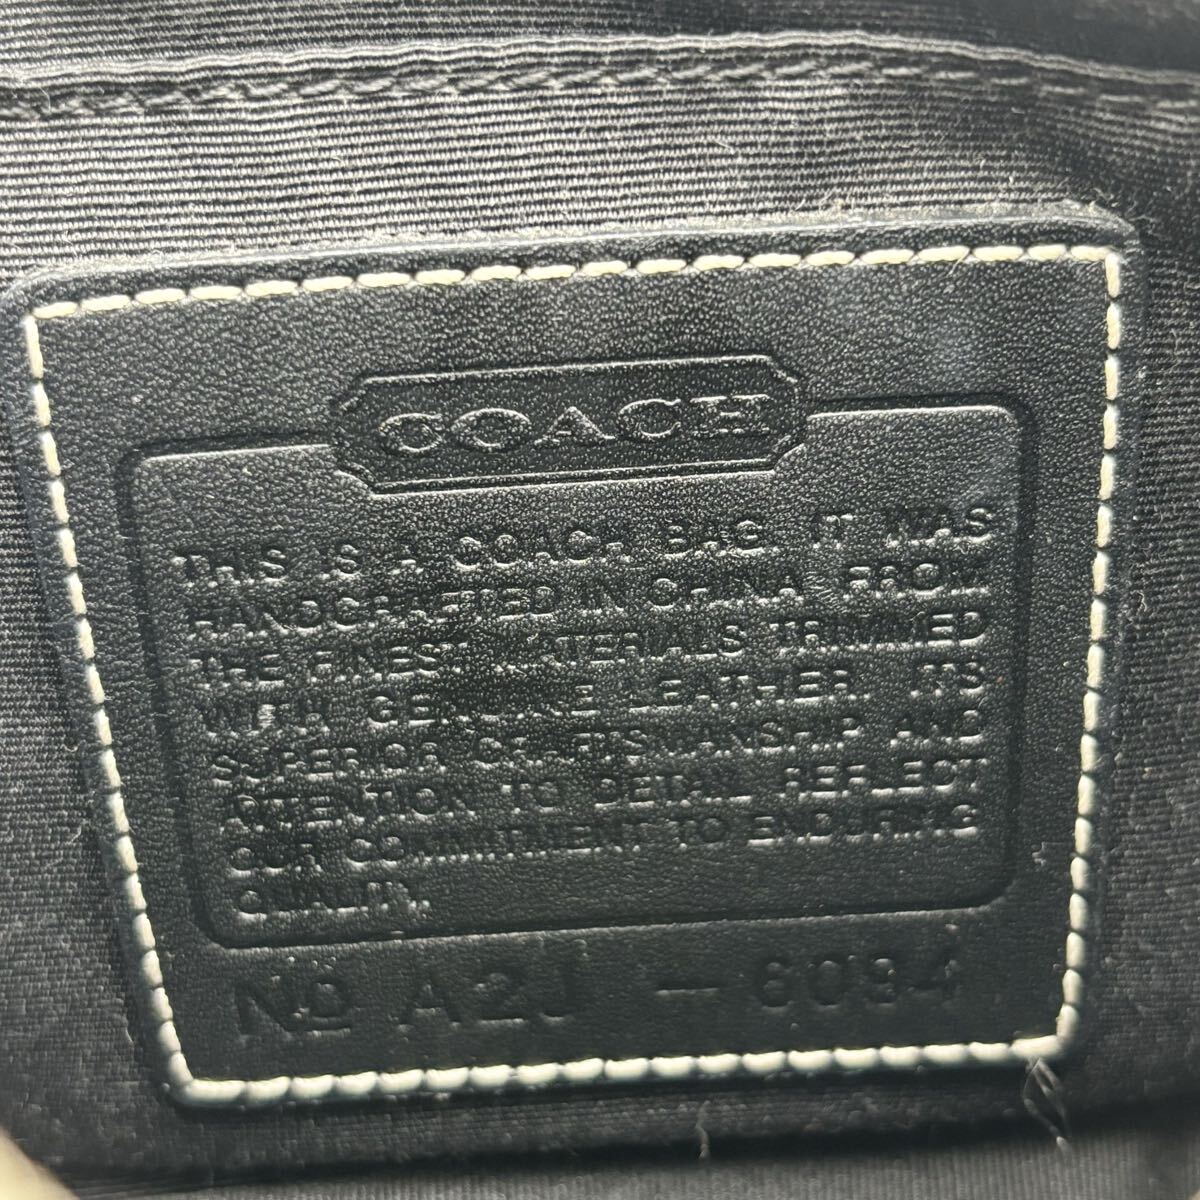 COACH
THIS IS A COACH BAG. IT WAS
HANDCRAFTED IN CHINA FROM
THE FINEST MATERIALS TRIMMED
WITH GENUINE LEATHER. ITS
SUPERIOR CRAFTSMANSHIP AND
ATTENTION TO DETAIL REFLECT
OUR COMMITMENT TO ENDURING
QUALITY.
No A2J - 6094